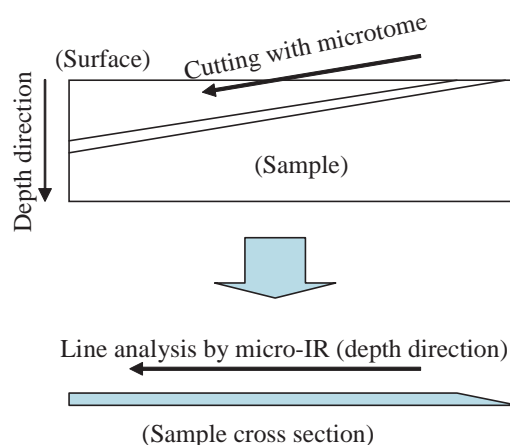 Cutting with microtome
(Surface)
Depth direction
(Sample)
Line analysis by micro-IR (depth direction)
(Sample cross section)